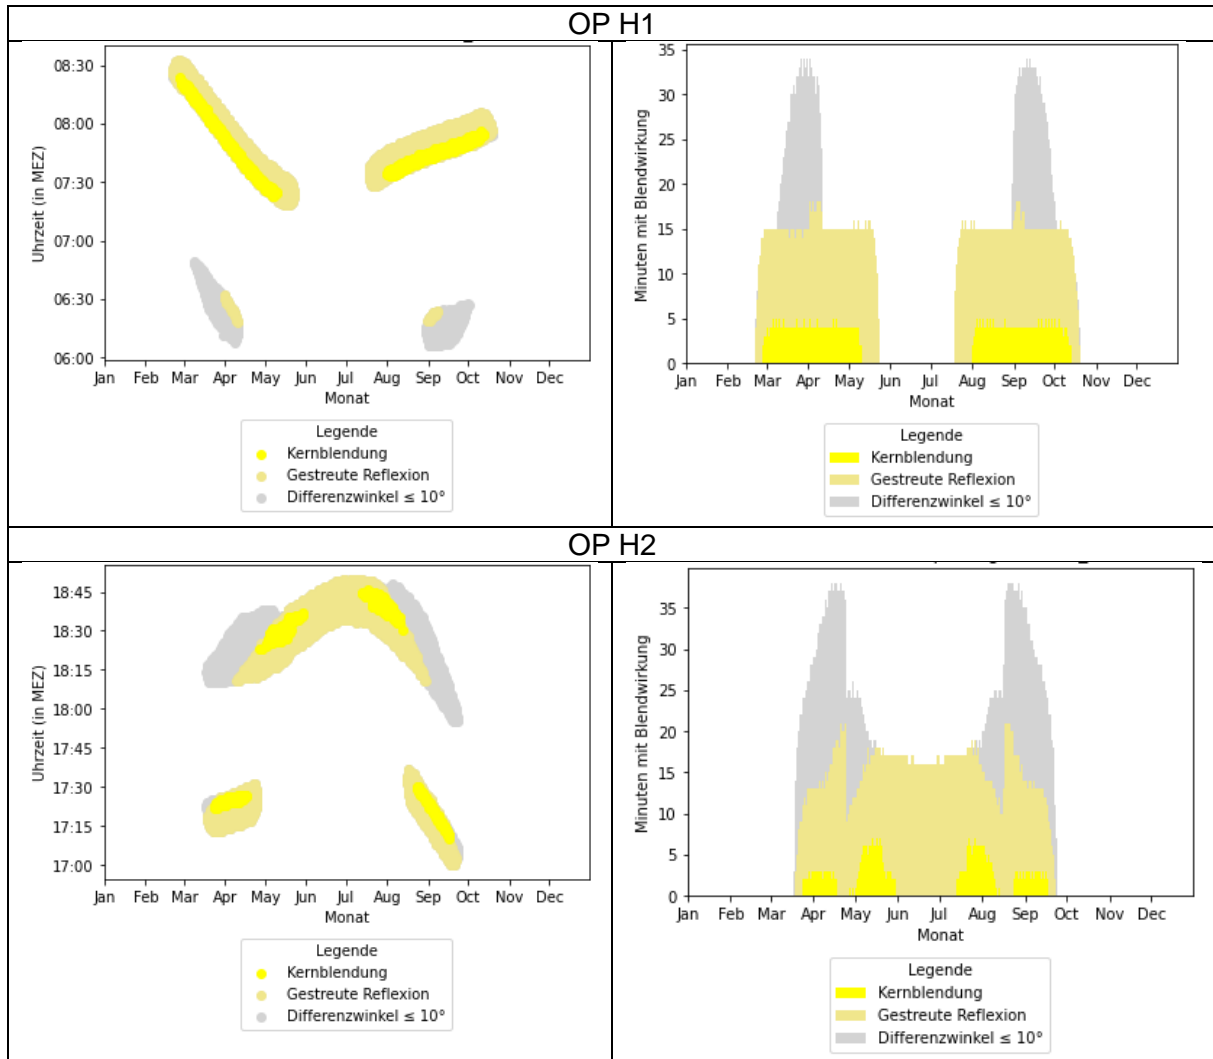 OP H1
08:30
08:00
07:30
07:00
06:30
06:00
Uhrzeit (in MEZ)
Jan Feb Mar Apr May Jun Jul Aug Sep Oct Nov Dec
Monat
Legende
Kernblendung
Gestreute Reflexion
Differenzwinkel ≤ 10°
35
30
25
20
15
10
5
0
Minuten mit Blendwirkung
Jan Feb Mar Apr May Jun Jul Aug Sep Oct Nov Dec
Monat
Legende
Kernblendung
Gestreute Reflexion
Differenzwinkel ≤ 10°
OP H2
18:45
18:30
18:15
18:00
17:45
17:30
17:15
17:00
Uhrzeit (in MEZ)
Jan Feb Mar Apr May Jun Jul Aug Sep Oct Nov Dec
Monat
Legende
Kernblendung
Gestreute Reflexion
Differenzwinkel ≤ 10°
35
30
25
20
15
10
5
0
Minuten mit Blendwirkung
Jan Feb Mar Apr May Jun Jul Aug Sep Oct Nov Dec
Monat
Legende
Kernblendung
Gestreute Reflexion
Differenzwinkel ≤ 10°